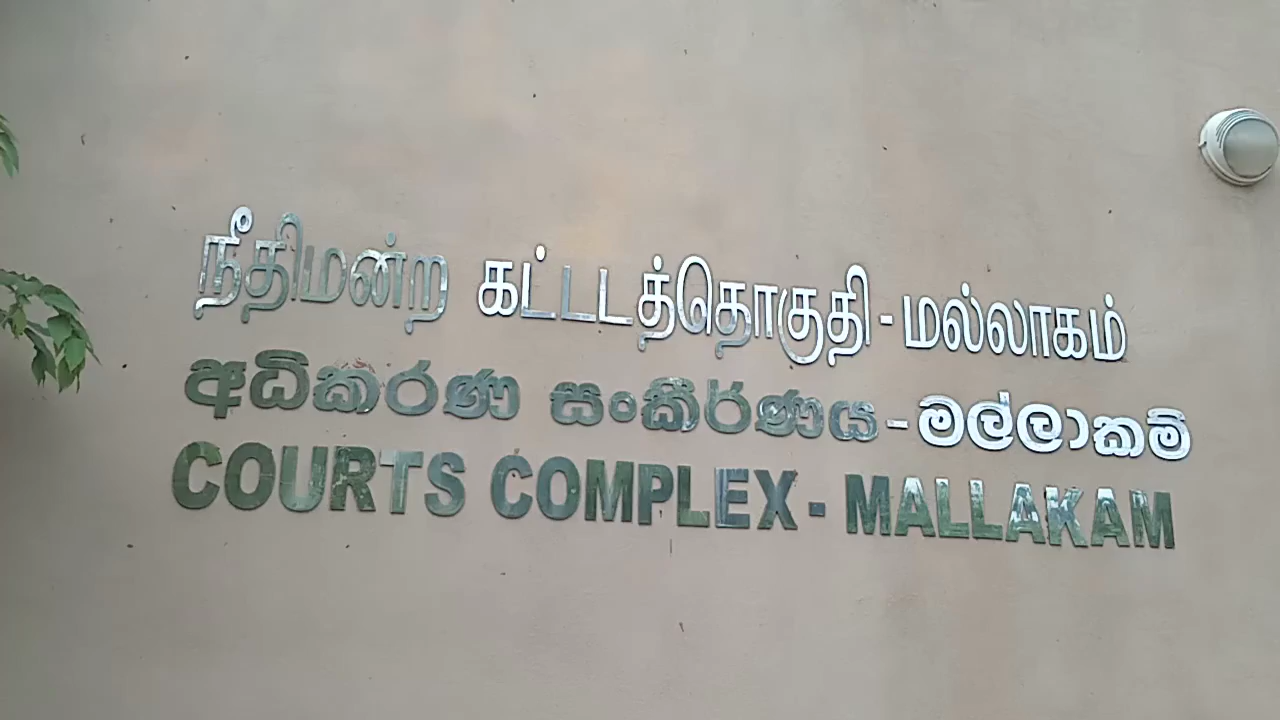 நீதிமன்ற கட்டடத்தொகுதி - மல்லாகம்
අධිකරණ සංකීර්ණය - මල්ලාකම්
COURTS COMPLEX - MALLAKAM